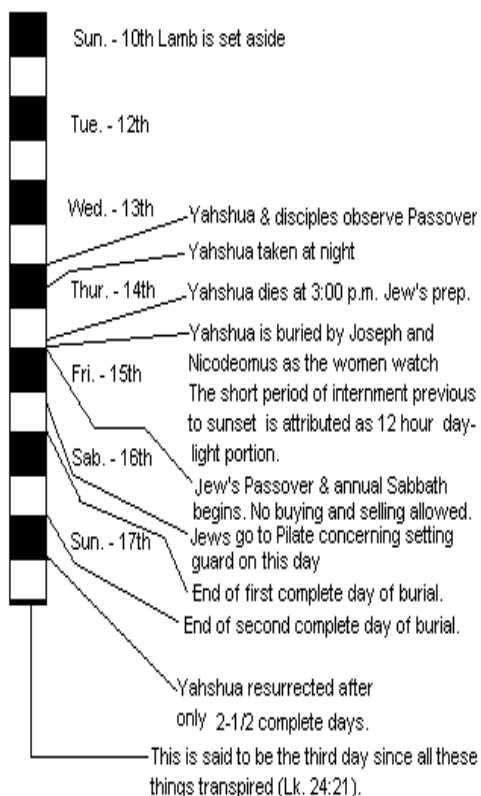 Sun. - 10th Lamb is set aside
Tue. - 12th
Wed. - 13th
Yahshua & disciples observe Passover
Yahshua taken at night
Thur. - 14th
Yahshua dies at 3:00 p.m. Jew's prep.
Yahshua is buried by Joseph and
Nicodeomus as the women watch
The short period of internment previous
to sunset is attributed as 12 hour day-
light portion.
Fri. - 15th
Sab. - 16th
Jew's Passover & annual Sabbath
begins. No buying and selling allowed.
Sun. - 17th
Jews go to Pilate concerning setting
guard on this day
End of first complete day of burial.
End of second complete day of burial.
Yahshua resurrected after
only 2-1/2 complete days.
This is said to be the third day since all these
things transpired (Lk. 24:21).